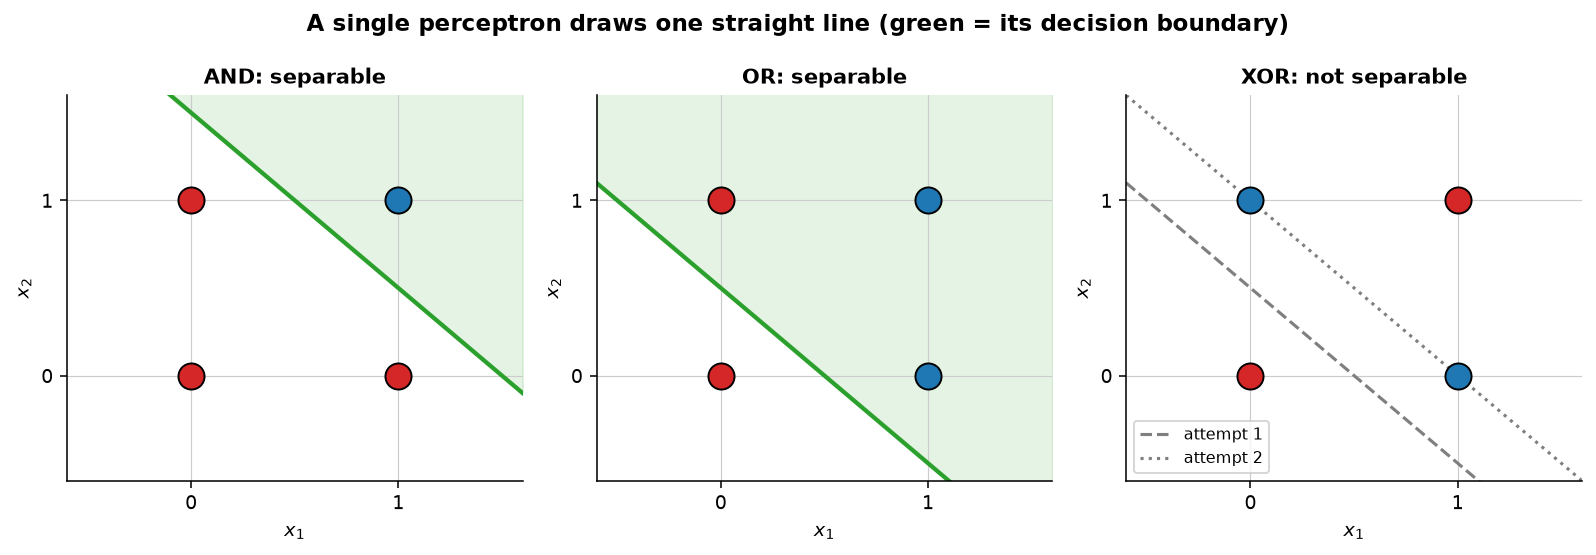 A single perceptron draws one straight line (green = its decision boundary)
AND: separable
1
0
x₂
0 1
x₁
OR: separable
1
0
x₂
0 1
x₁
XOR: not separable
1
0
x₂
attempt 1
attempt 2
0 1
x₁